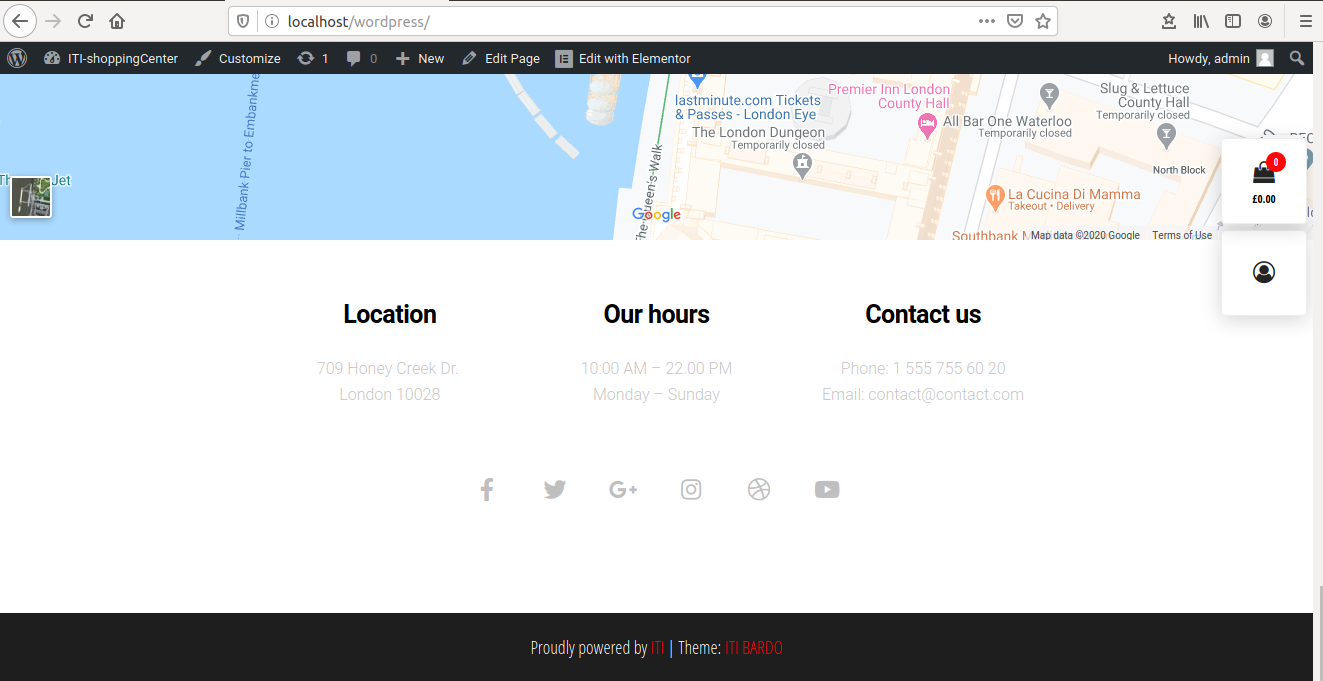 localhost/wordpress/
ITI-shoppingCenter Customize 1 0 New Edit Page Edit with Elementor Howdy, admin
Millbank Pier to Embankme
lastminute.com Tickets
& Passes - London Eye
The London Dungeon
Temporarily closed
The Queen's Walk
Premier Inn London
County Hall
All Bar One Waterloo
Temporarily closed
Slug & Lettuce
County Hall
Temporarily closed
North Block
La Cucina Di Mamma
Takeout • Delivery
Southbank
Jet
Google
Map data ©2020 Google Terms of Use
0
£0.00
Location
709 Honey Creek Dr.
London 10028
Our hours
10:00 AM – 22.00 PM
Monday – Sunday
Contact us
Phone: 1 555 755 60 20
Email: contact@contact.com
Proudly powered by ITI | Theme: ITI BARDO